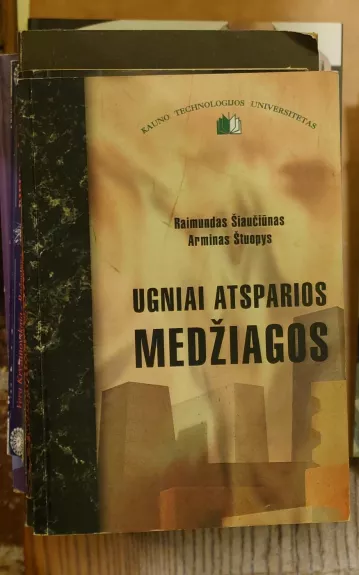 KAUNO TECHNOLOGIJOS UNIVERSITETAS
Raimundas Šiaučiūnas
Arminas Štuopys
UGNIAI ATSPARIOS
MEDŽIAGOS